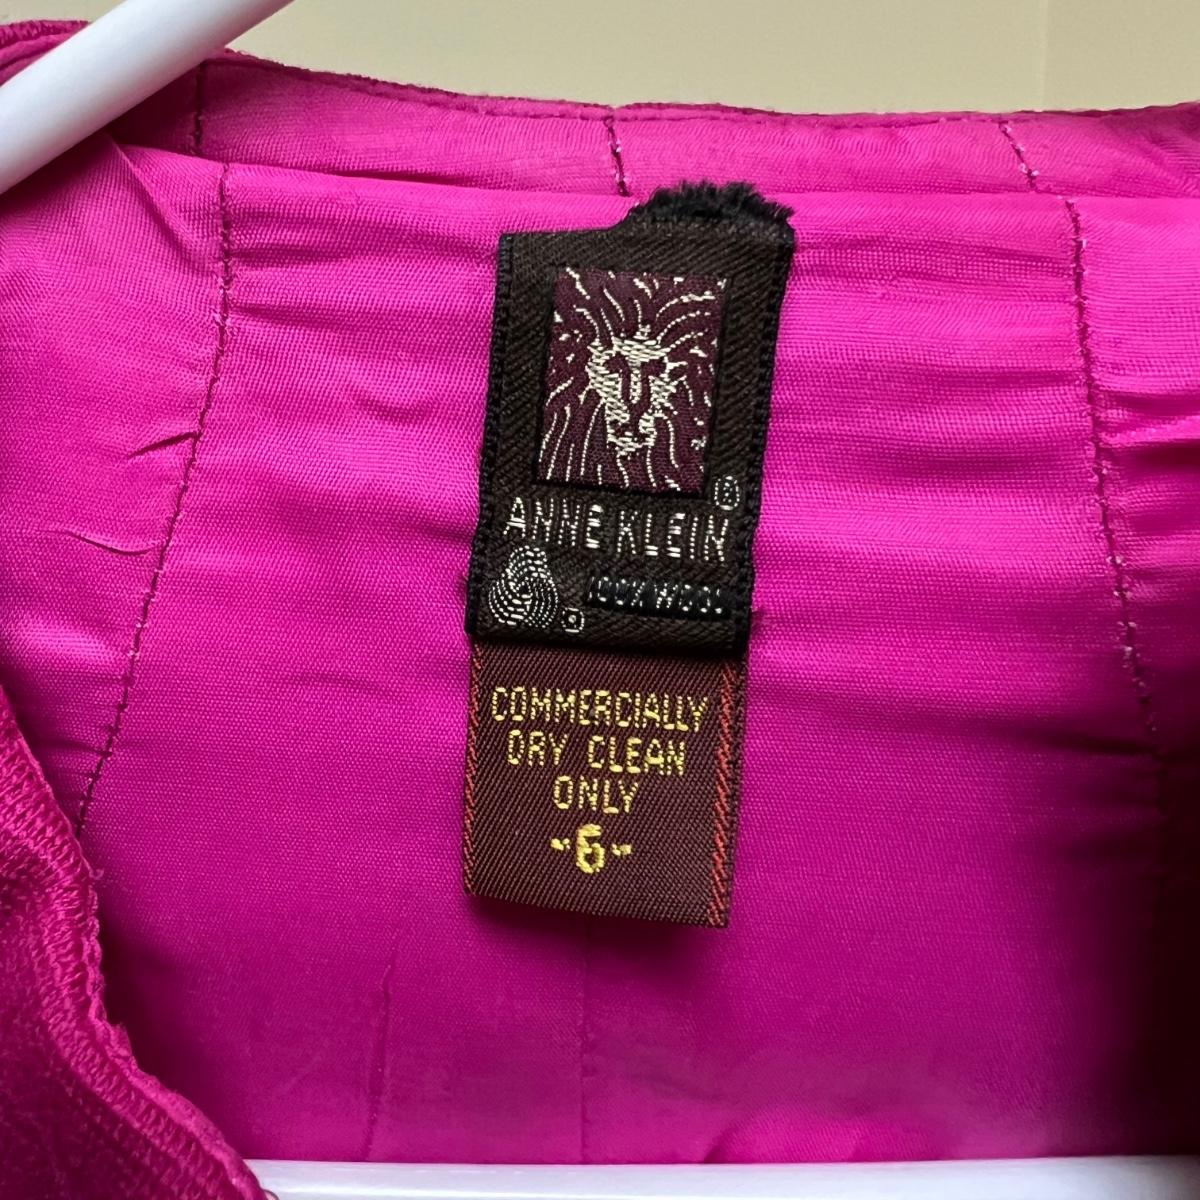 ANNE KLEIN®
100% WOOL
COMMERCIALLY
DRY CLEAN
ONLY
-6-